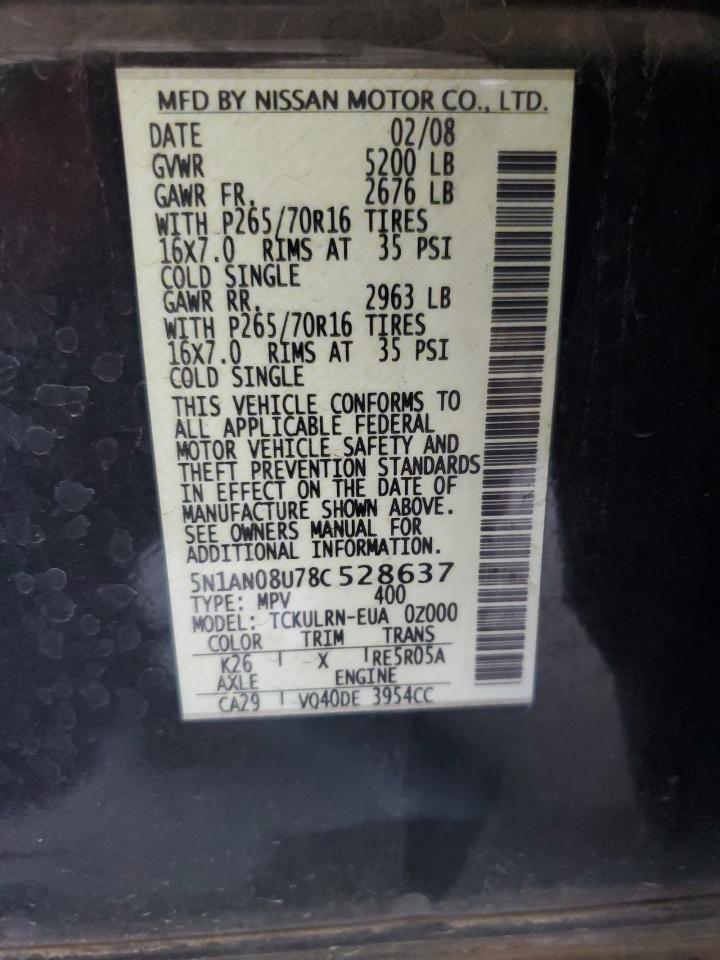 MFD BY NISSAN MOTOR CO., LTD.
DATE 02/08
GVWR 5200 LB
GAWR FR. 2676 LB
WITH P265/70R16 TIRES
16X7.0 RIMS AT 35 PSI
COLD SINGLE
GAWR RR. 2963 LB
WITH P265/70R16 TIRES
16X7.0 RIMS AT 35 PSI
COLD SINGLE
THIS VEHICLE CONFORMS TO
ALL APPLICABLE FEDERAL
MOTOR VEHICLE SAFETY AND
THEFT PREVENTION STANDARDS
IN EFFECT ON THE DATE OF
MANUFACTURE SHOWN ABOVE.
SEE OWNERS MANUAL FOR
ADDITIONAL INFORMATION.
5N1AN08U78C528637
TYPE: MPV 400
MODEL: TCKULRN-EUA 0Z000
COLOR TRIM TRANS
K26 X RE5R05A
AXLE ENGINE
CA29 VQ40DE 3954CC